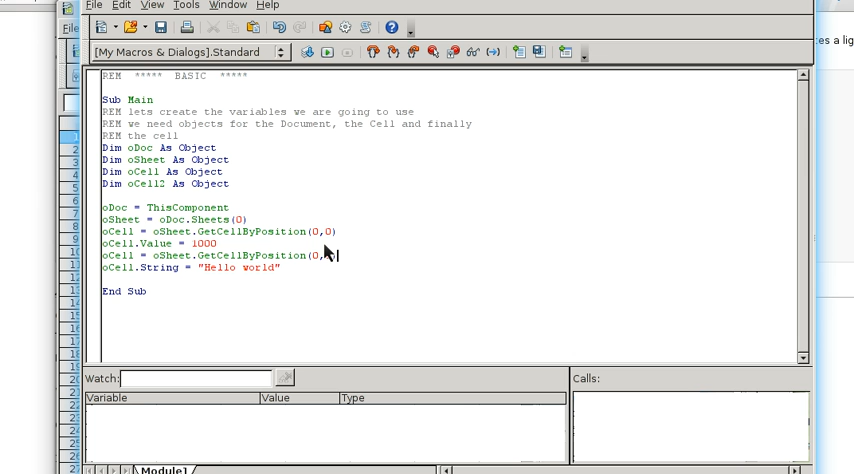 File Edit View Tools Window Help
[My Macros & Dialogs].Standard
REM ***** BASIC *****
Sub Main
REM lets create the variables we are going to use
REM we need objects for the Document, the Cell and finally
REM the cell
Dim oDoc As Object
Dim oSheet As Object
Dim oCell As Object
Dim oCell2 As Object
oDoc = ThisComponent
oSheet = oDoc.Sheets(0)
oCell = oSheet.GetCellByPosition(0,0)
oCell.Value = 1000
oCell = oSheet.GetCellByPosition(0,
oCell.String = "Hello world"
End Sub
Watch:
Calls:
Variable Value Type
Module1